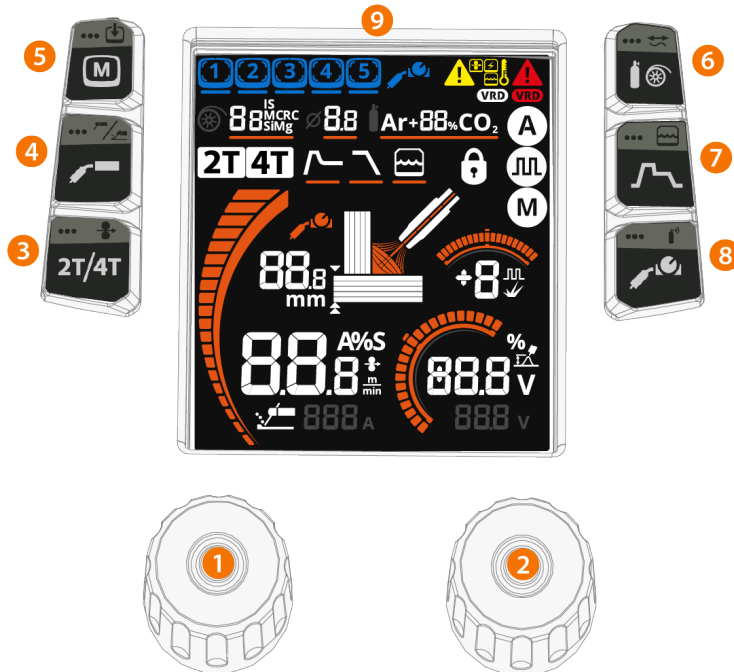 9
5
M
4
3
2T/4T
6
7
8
1 2 3 4 5
VRD VRD
88 IS MCRC SiMg ⌀8.8 Ar+88%CO₂ A
2T 4T
M
88.8
mm
+8
88.8 A%S
m/min
888 A
%
88.8 V
888 V
1
2